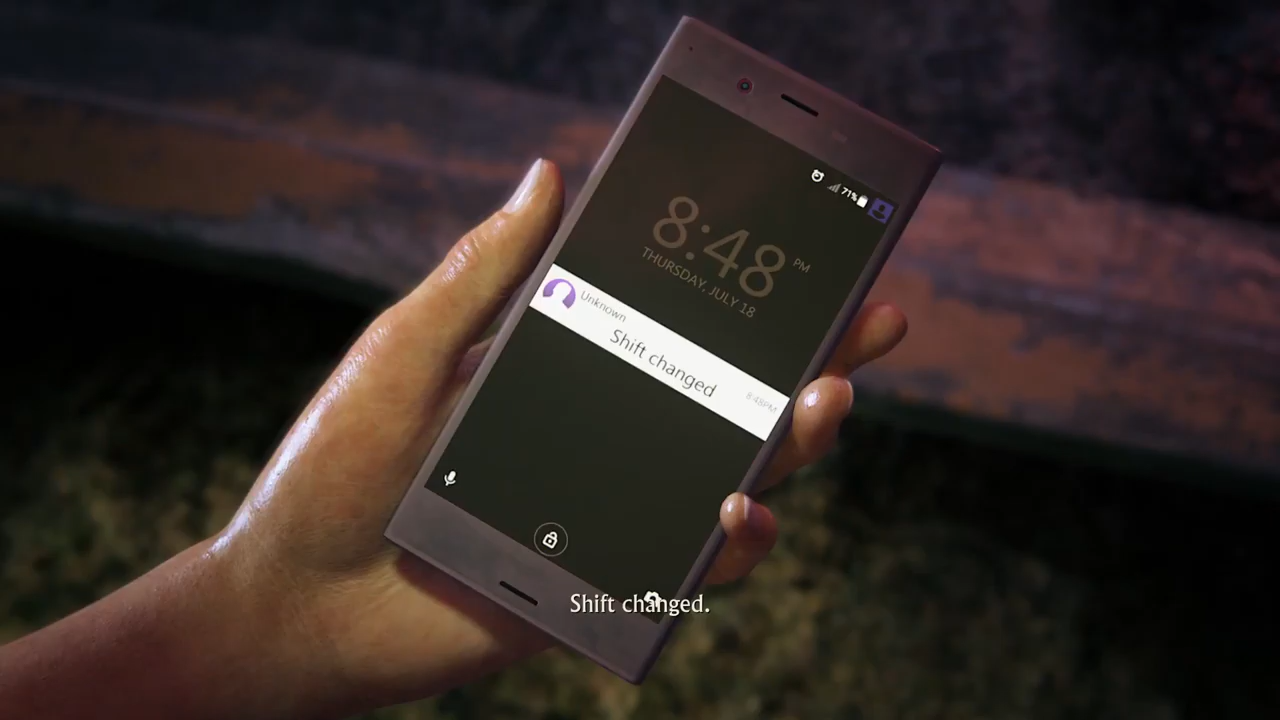 71%
8:48 PM
THURSDAY, JULY 18
Unknown
Shift changed
8:48PM
Shift changed.